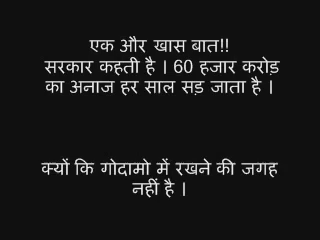 एक और खास बात!!
सरकार कहती है । 60 हजार करोड़
का अनाज हर साल सड़ जाता है ।
क्यों कि गोदामो में रखने की जगह
नहीं है ।